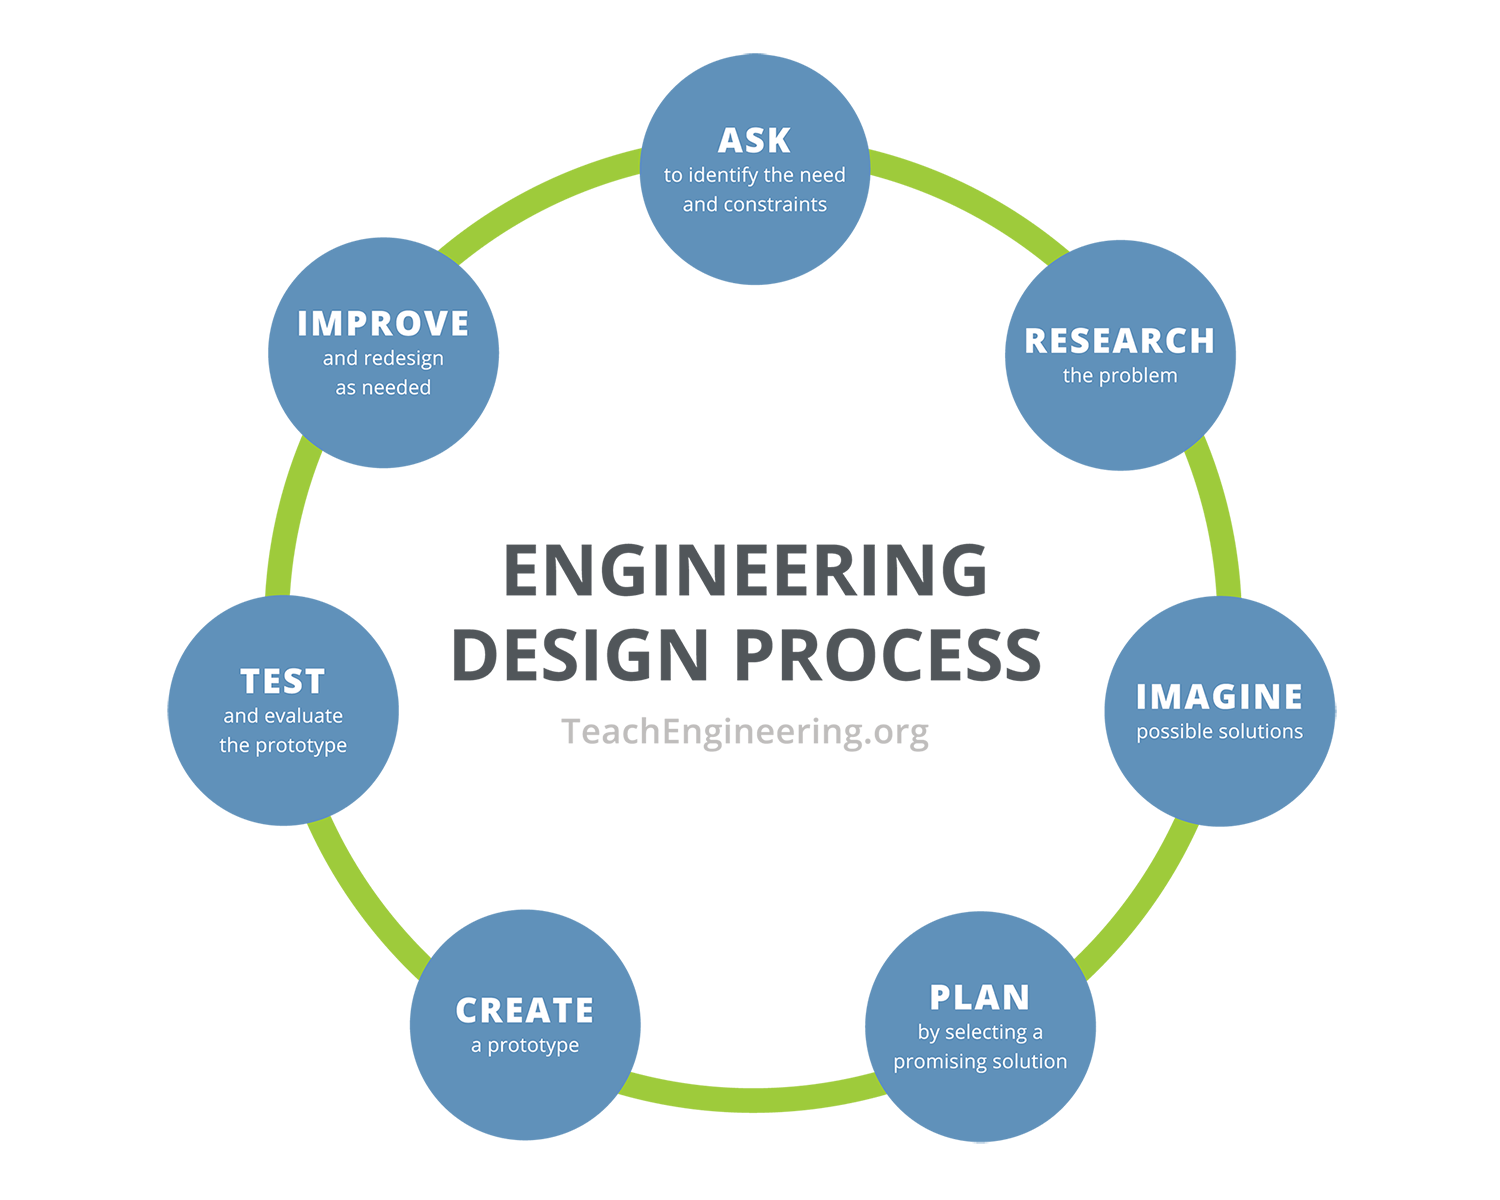 ASK
to identify the need
and constraints
RESEARCH
the problem
IMAGINE
possible solutions
PLAN
by selecting a
promising solution
CREATE
a prototype
TEST
and evaluate
the prototype
IMPROVE
and redesign
as needed
ENGINEERING
DESIGN PROCESS
TeachEngineering.org